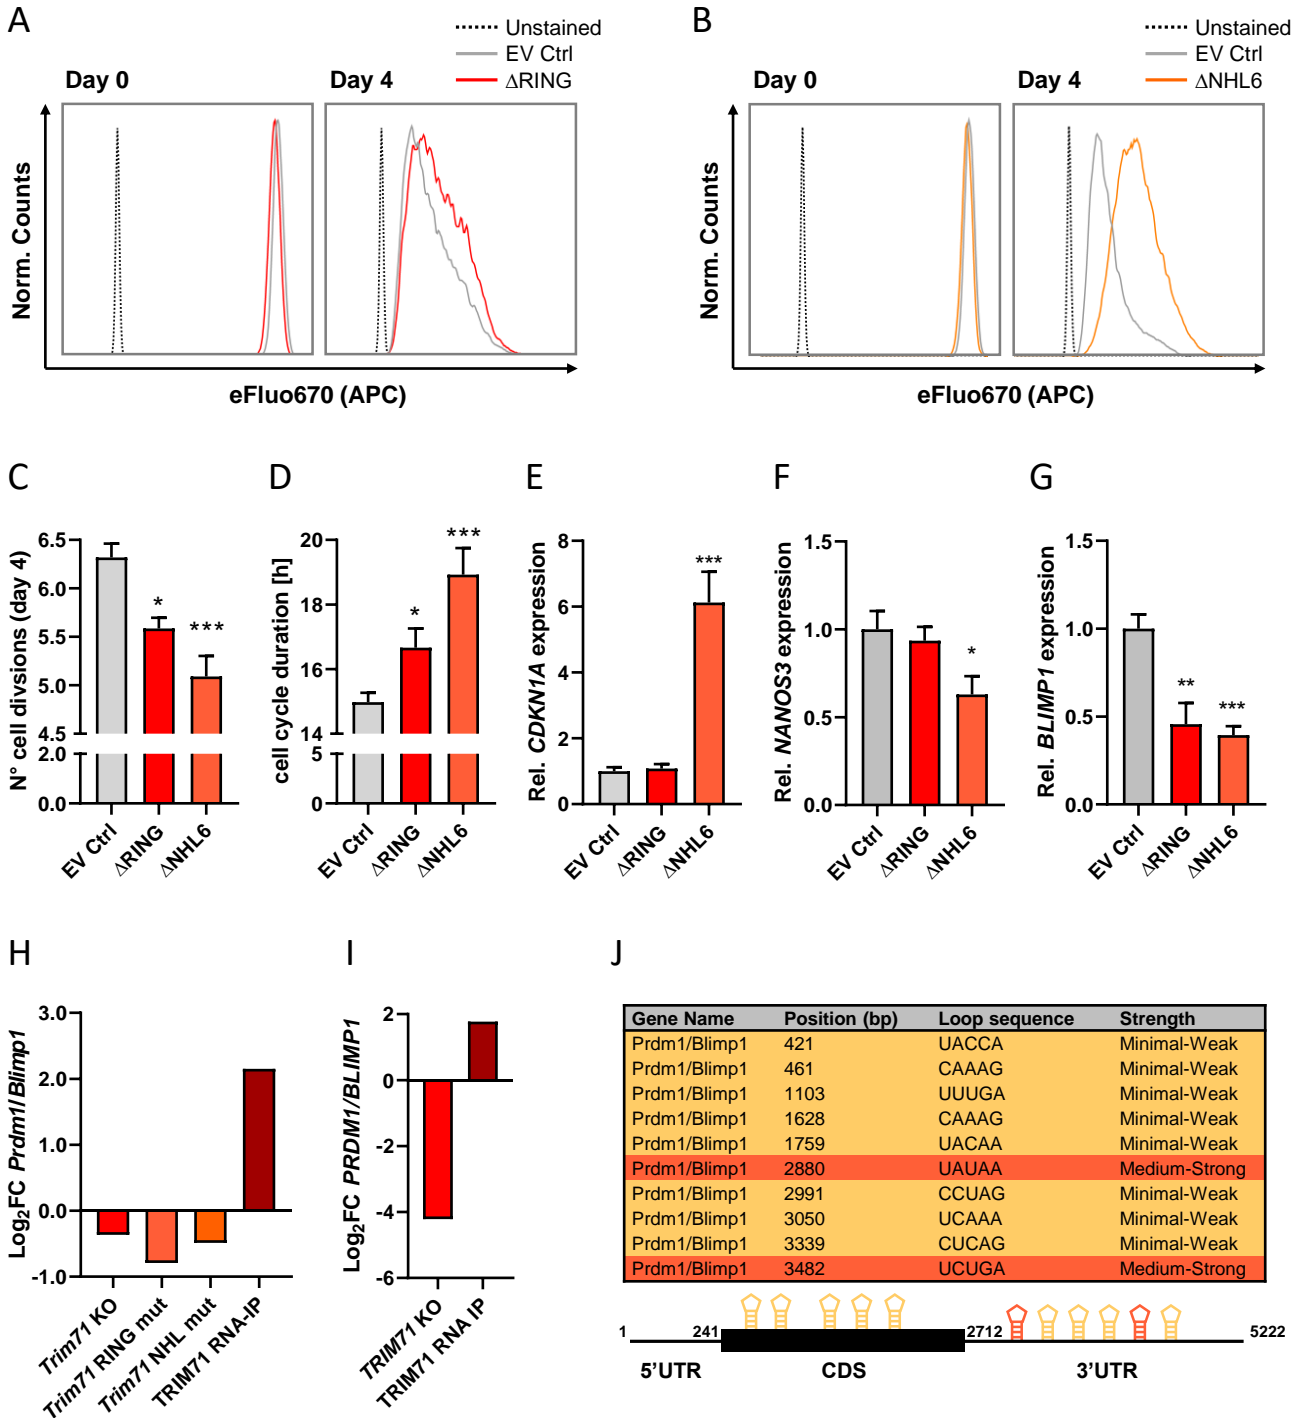 A
Unstained
EV Ctrl
ΔRING
Day 0
Day 4
Norm. Counts
eFluo670 (APC)
B
Unstained
EV Ctrl
ΔNHL6
Day 0
Day 4
Norm. Counts
eFluo670 (APC)
C
N° cell divsions (day 4)
6.5
6.0
5.5
5.0
4.5
2.0
0.0
*
***
EV Ctrl
ΔRING
ΔNHL6
D
cell cycle duration [h]
20
18
16
14
5
0
*
***
EV Ctrl
ΔRING
ΔNHL6
E
Rel. CDKN1A expression
8
6
4
2
0
***
EV Ctrl
ΔRING
ΔNHL6
F
Rel. NANOS3 expression
1.5
1.0
0.5
0.0
*
EV Ctrl
ΔRING
ΔNHL6
G
Rel. BLIMP1 expression
1.5
1.0
0.5
0.0
**
***
EV Ctrl
ΔRING
ΔNHL6
H
Log2FC Prdm1/Blimp1
3.0
2.0
1.0
0.0
-1.0
Trim71 KO
Trim71 RING mut
Trim71 NHL mut
TRIM71 RNA-IP
I
Log2FC PRDM1/BLIMP1
2
0
-2
-4
-6
TRIM71 KO
TRIM71 RNA IP
J
Gene Name Position (bp) Loop sequence Strength
Prdm1/Blimp1 421 UACCA Minimal-Weak
Prdm1/Blimp1 461 CAAAG Minimal-Weak
Prdm1/Blimp1 1103 UUUGA Minimal-Weak
Prdm1/Blimp1 1628 CAAAG Minimal-Weak
Prdm1/Blimp1 1759 UACAA Minimal-Weak
Prdm1/Blimp1 2880 UAUAA Medium-Strong
Prdm1/Blimp1 2991 CCUAG Minimal-Weak
Prdm1/Blimp1 3050 UCAAA Minimal-Weak
Prdm1/Blimp1 3339 CUCAG Minimal-Weak
Prdm1/Blimp1 3482 UCUGA Medium-Strong
1 241 2712 5222
5'UTR CDS 3'UTR